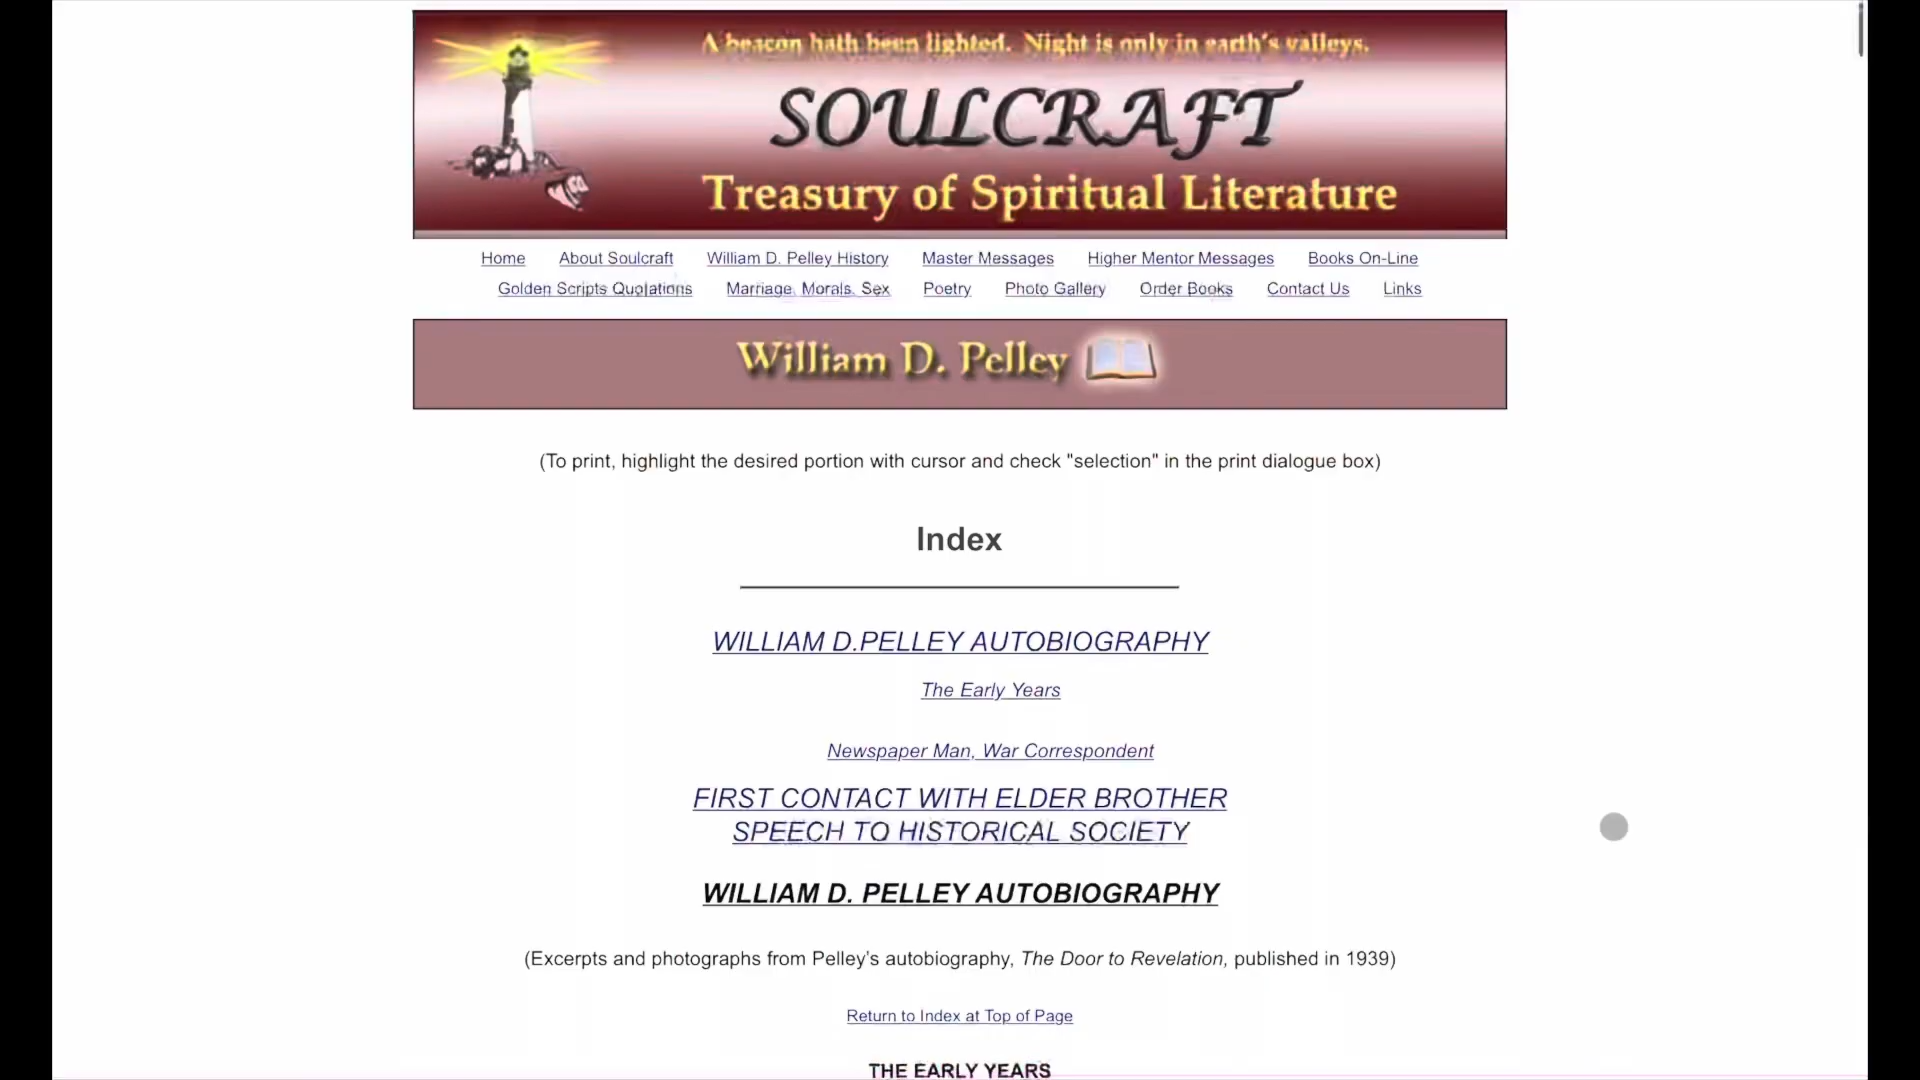 A beacon hath been lighted. Night is only in earth's valleys.
SOULCRAFT
Treasury of Spiritual Literature
Home About Soulcraft William D. Pelley History Master Messages Higher Mentor Messages Books On-Line
Golden Scripts Quotations Marriage, Morals, Sex Poetry Photo Gallery Order Books Contact Us Links
William D. Pelley
(To print, highlight the desired portion with cursor and check "selection" in the print dialogue box)
Index
WILLIAM D.PELLEY AUTOBIOGRAPHY
The Early Years
Newspaper Man, War Correspondent
FIRST CONTACT WITH ELDER BROTHER
SPEECH TO HISTORICAL SOCIETY
WILLIAM D. PELLEY AUTOBIOGRAPHY
(Excerpts and photographs from Pelley's autobiography, The Door to Revelation, published in 1939)
Return to Index at Top of Page
THE EARLY YEARS